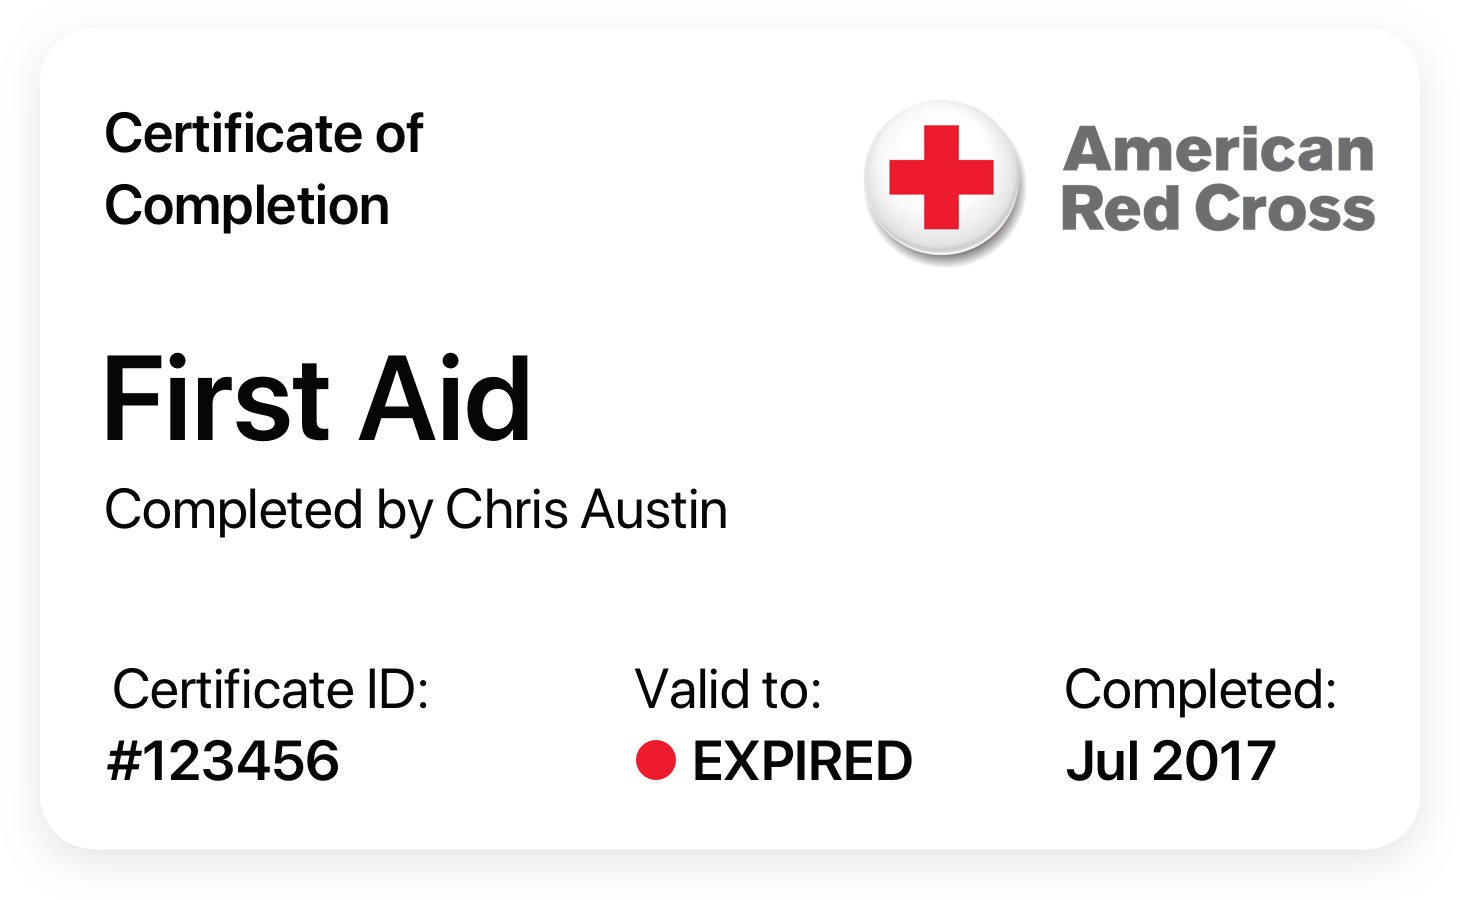 Certificate of
Completion
American
Red Cross
First Aid
Completed by Chris Austin
Certificate ID:
#123456
Valid to:
EXPIRED
Completed:
Jul 2017